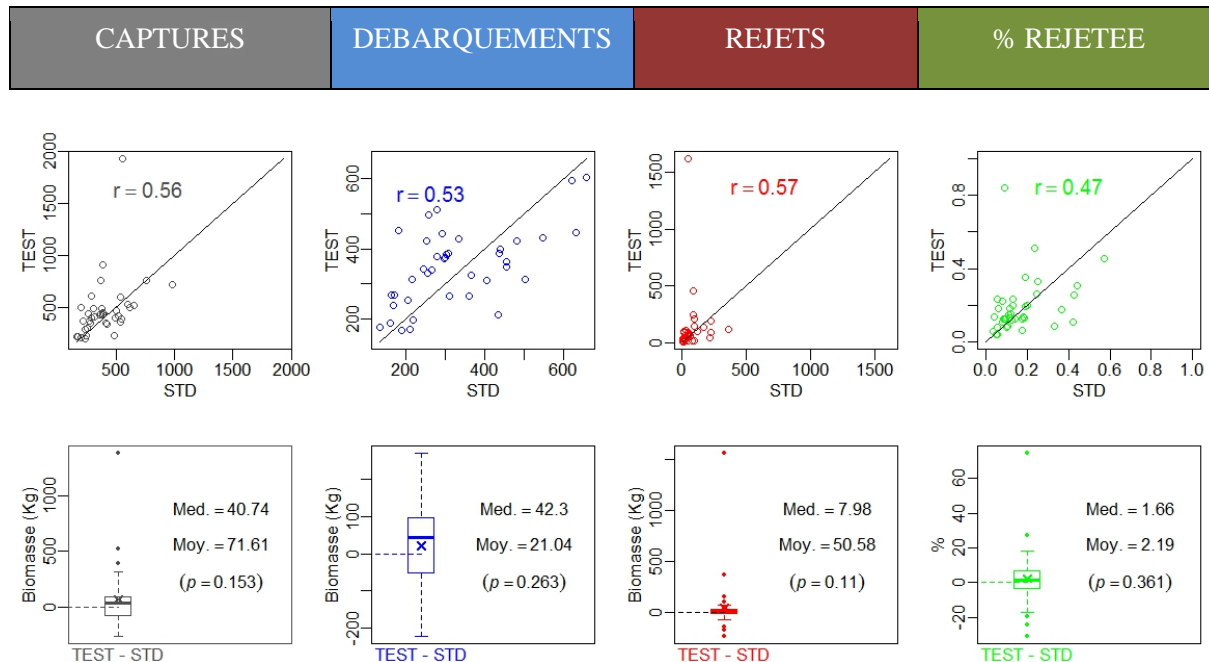 CAPTURES
DEBARQUEMENTS
REJETS
% REJETEE
TEST
500
1000
1500
2000
r = 0.56
500
1000
1500
2000
STD
TEST
200
400
600
r = 0.53
200
300
400
500
600
STD
TEST
0
500
1000
1500
r = 0.57
0
500
1000
1500
STD
TEST
0.0
0.4
0.8
r = 0.47
0.0
0.2
0.4
0.6
0.8
1.0
STD
Biomasse (Kg)
0
500
1000
Med. = 40.74
Moy. = 71.61
(p = 0.153)
TEST - STD
Biomasse (Kg)
-200
0
100
Med. = 42.3
Moy. = 21.04
(p = 0.263)
TEST - STD
Biomasse (Kg)
0
500
1000
Med. = 7.98
Moy. = 50.58
(p = 0.11)
TEST - STD
%
-20
0
20
40
60
Med. = 1.66
Moy. = 2.19
(p = 0.361)
TEST - STD